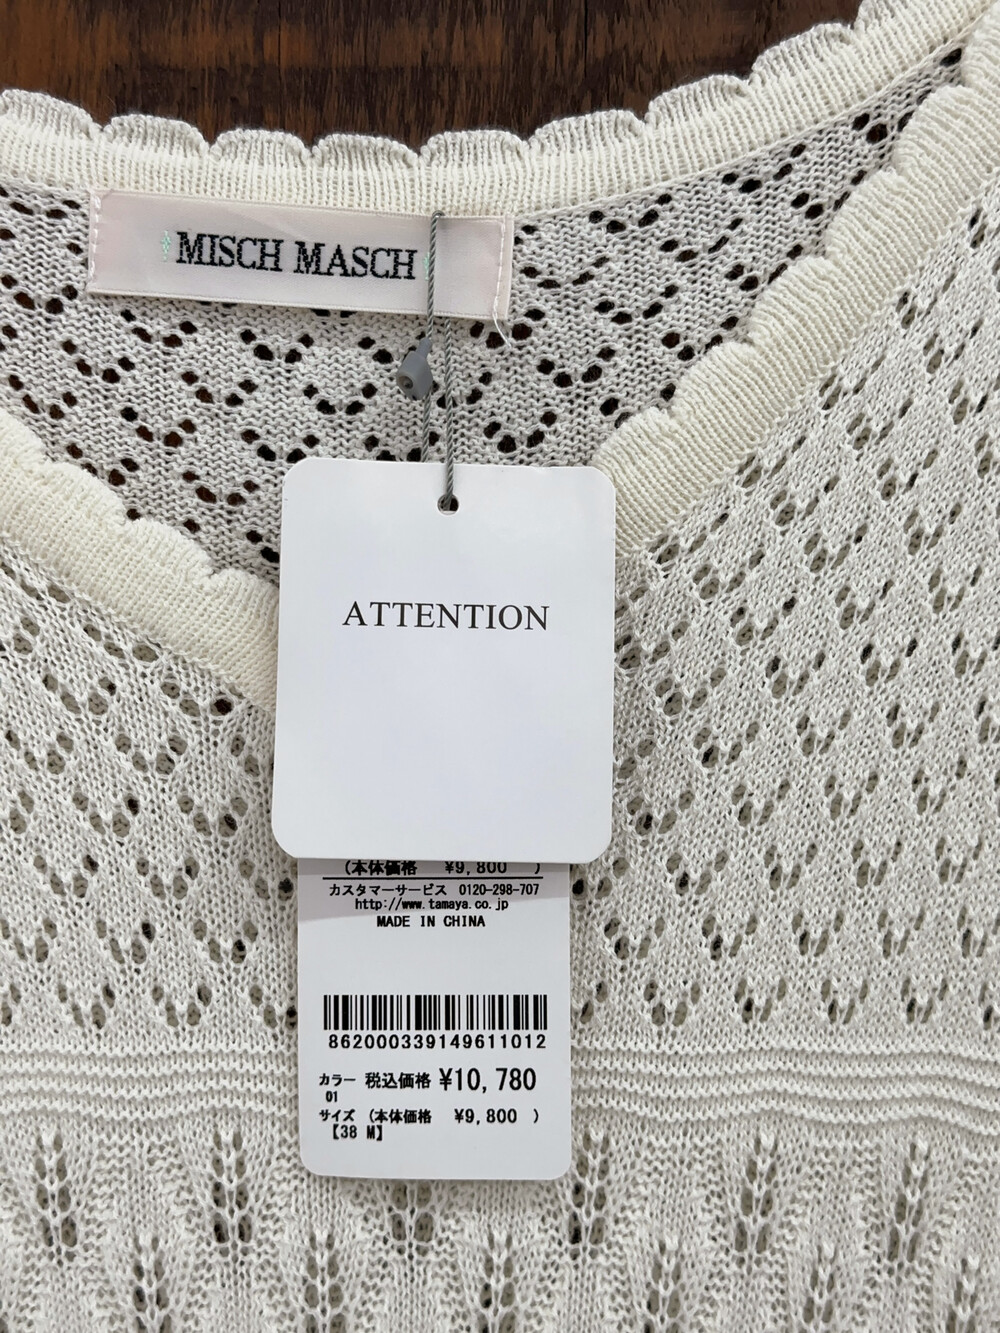 MISCH MASCH
ATTENTION
(本体価格 ¥9,800 )
カスタマーサービス 0120-298-707
http://www.tamaya.co.jp
MADE IN CHINA
862000339149611012
カラー 税込価格 ¥10,780
01
サイズ (本体価格 ¥9,800 )
【38 M】